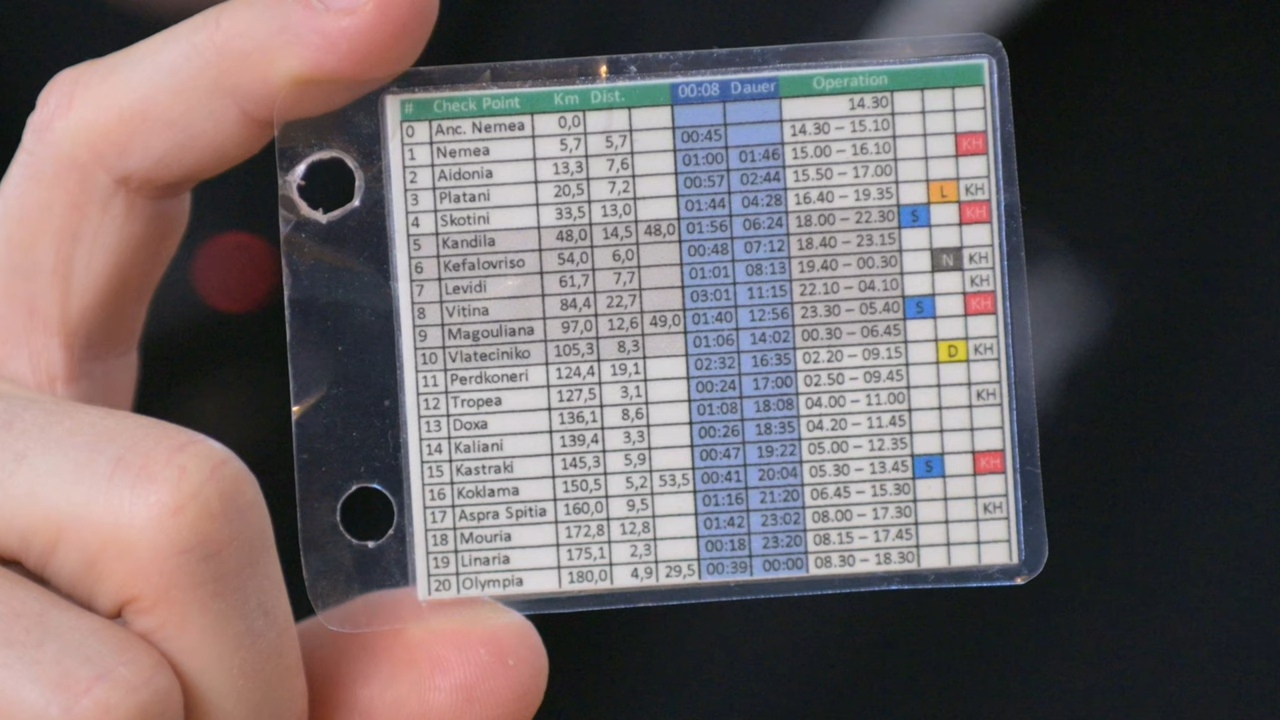 # Check Point Km Dist. 00:08 Dauer Operation
0 Anc. Nemea 0,0 14.30
1 Nemea 5,7 5,7 00:45 14.30 – 15.10
2 Aidonia 13,3 7,6 01:00 01:46 15.00 – 16.10 KH
3 Platani 20,5 7,2 00:57 02:44 15.50 – 17.00
4 Skotini 33,5 13,0 01:44 04:28 16.40 – 19.35 L KH
5 Kandila 48,0 14,5 48,0 01:56 06:24 18.00 – 22.30 S KH
6 Kefalovriso 54,0 6,0 00:48 07:12 18.40 – 23.15
7 Levidi 61,7 7,7 01:01 08:13 19.40 – 00.30 N KH
8 Vitina 84,4 22,7 03:01 11:15 22.10 – 04.10 KH
9 Magouliana 97,0 12,6 49,0 01:40 12:56 23.30 – 05.40 S KH
10 Vlateciniko 105,3 8,3 01:06 14:02 00.30 – 06.45
11 Perdkoneri 124,4 19,1 02:32 16:35 02.20 – 09.15 D KH
12 Tropea 127,5 3,1 00:24 17:00 02.50 – 09.45
13 Doxa 136,1 8,6 01:08 18:08 04.00 – 11.00 KH
14 Kaliani 139,4 3,3 00:26 18:35 04.20 – 11.45
15 Kastraki 145,3 5,9 00:47 19:22 05.00 – 12.35
16 Koklama 150,5 5,2 53,5 00:41 20:04 05.30 – 13.45 S KH
17 Aspra Spitia 160,0 9,5 01:16 21:20 06.45 – 15.30
18 Mouria 172,8 12,8 01:42 23:02 08.00 – 17.30 KH
19 Linaria 175,1 2,3 00:18 23:20 08.15 – 17.45
20 Olympia 180,0 4,9 29,5 00:39 00:00 08.30 – 18.30